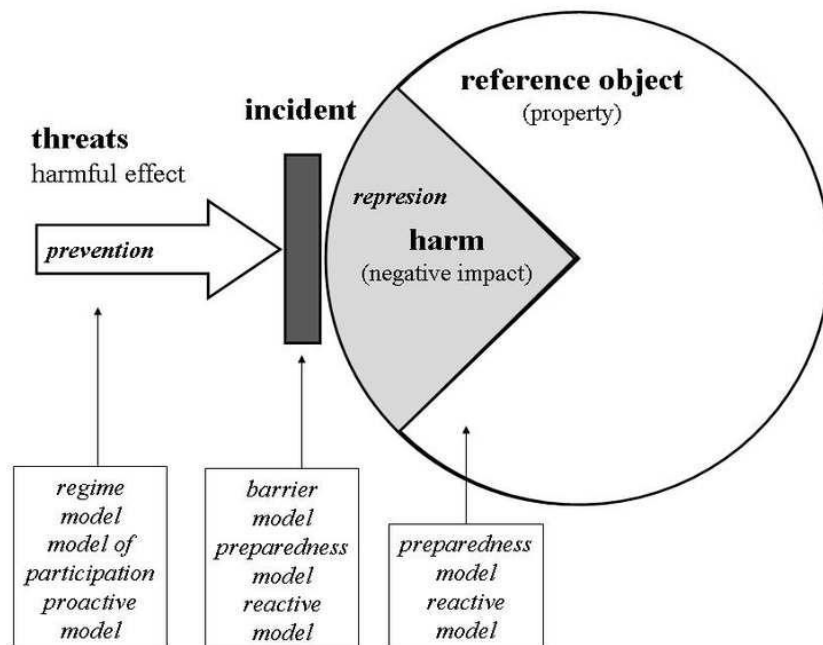 reference object
(property)
incident
threats
harmful effect
represion
prevention
harm
(negative impact)
regime
model
model of
participation
proactive
model
barrier
model
preparedness
model
reactive
model
preparedness
model
reactive
model